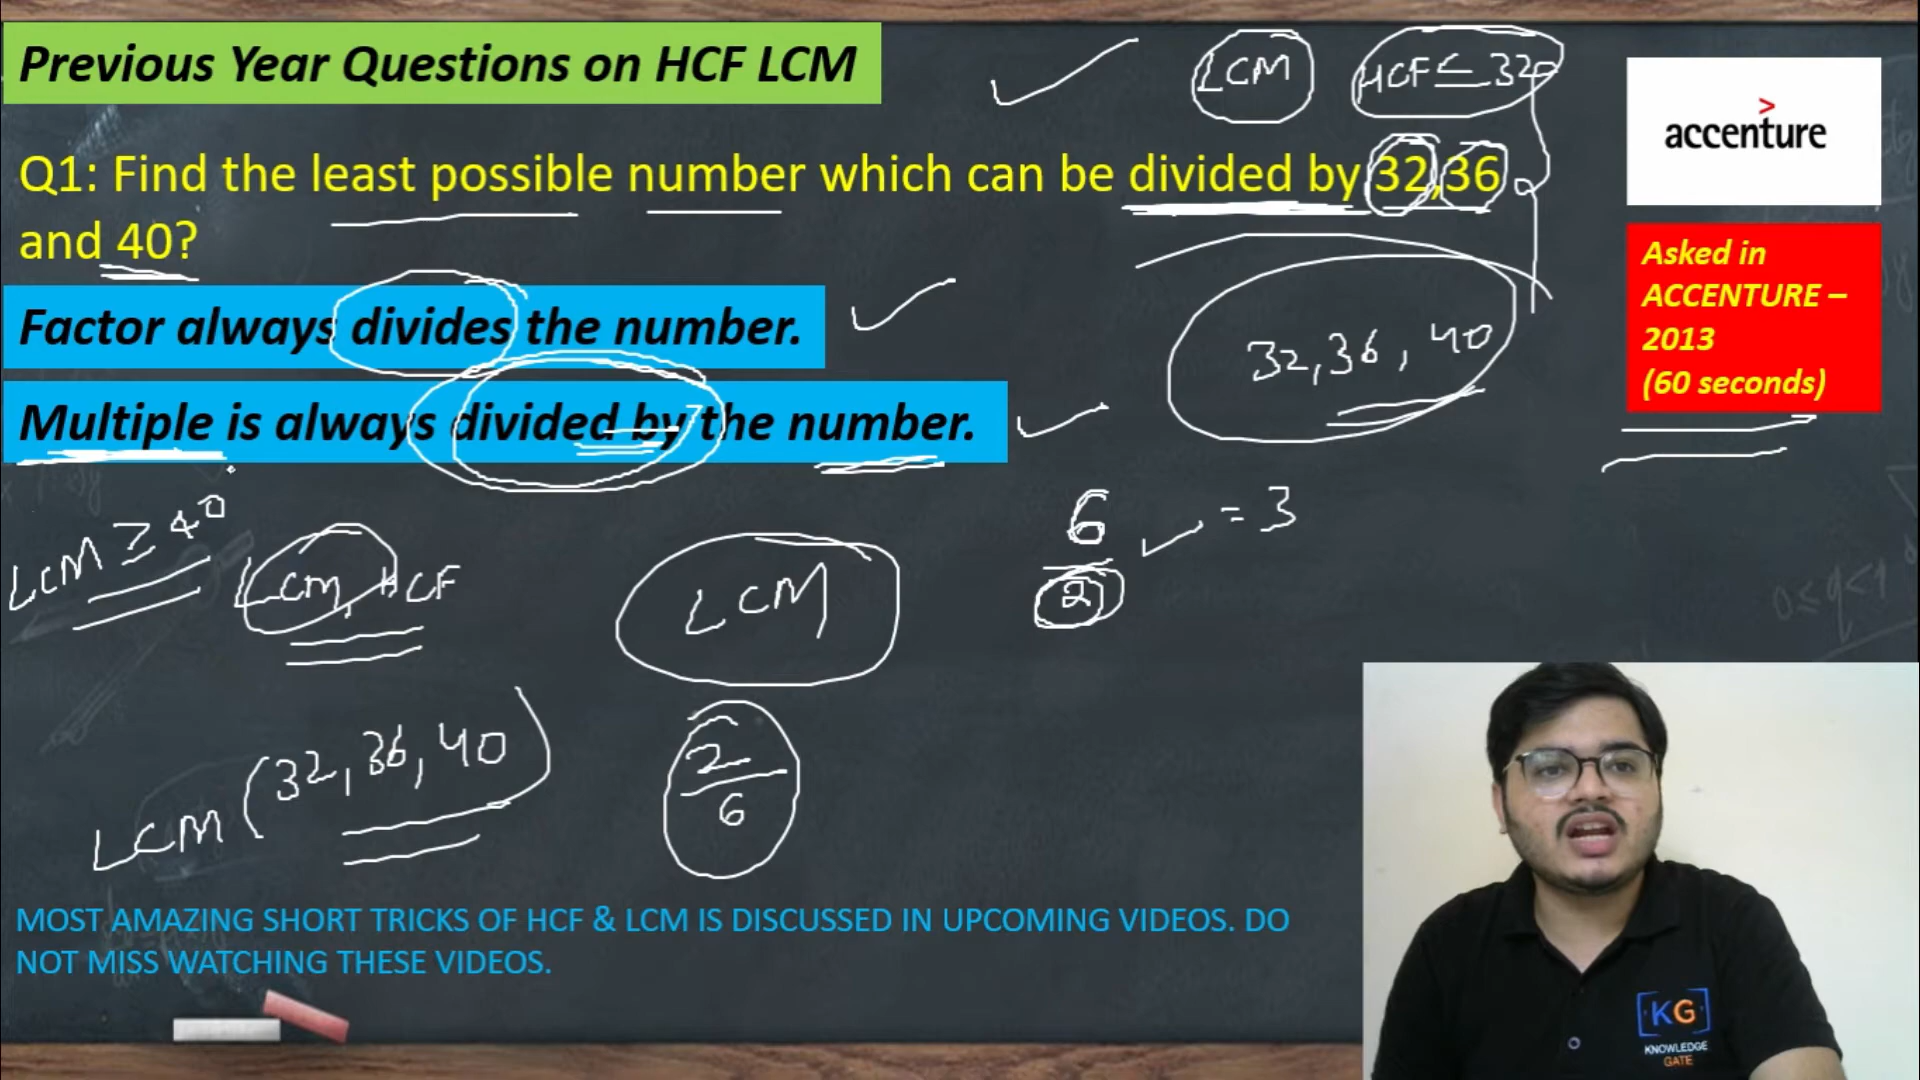 Previous Year Questions on HCF LCM
LCM
HCF ≤ 32
> accenture
Q1: Find the least possible number which can be divided by 32,36
and 40?
Asked in
ACCENTURE –
2013
(60 seconds)
Factor always divides the number.
32, 36, 40
Multiple is always divided by the number.
LCM ≥ 40
LCM, HCF
LCM
6/2 = 3
LCM (32, 36, 40
2/6
MOST AMAZING SHORT TRICKS OF HCF & LCM IS DISCUSSED IN UPCOMING VIDEOS. DO
NOT MISS WATCHING THESE VIDEOS.
KG
KNOWLEDGE
GATE